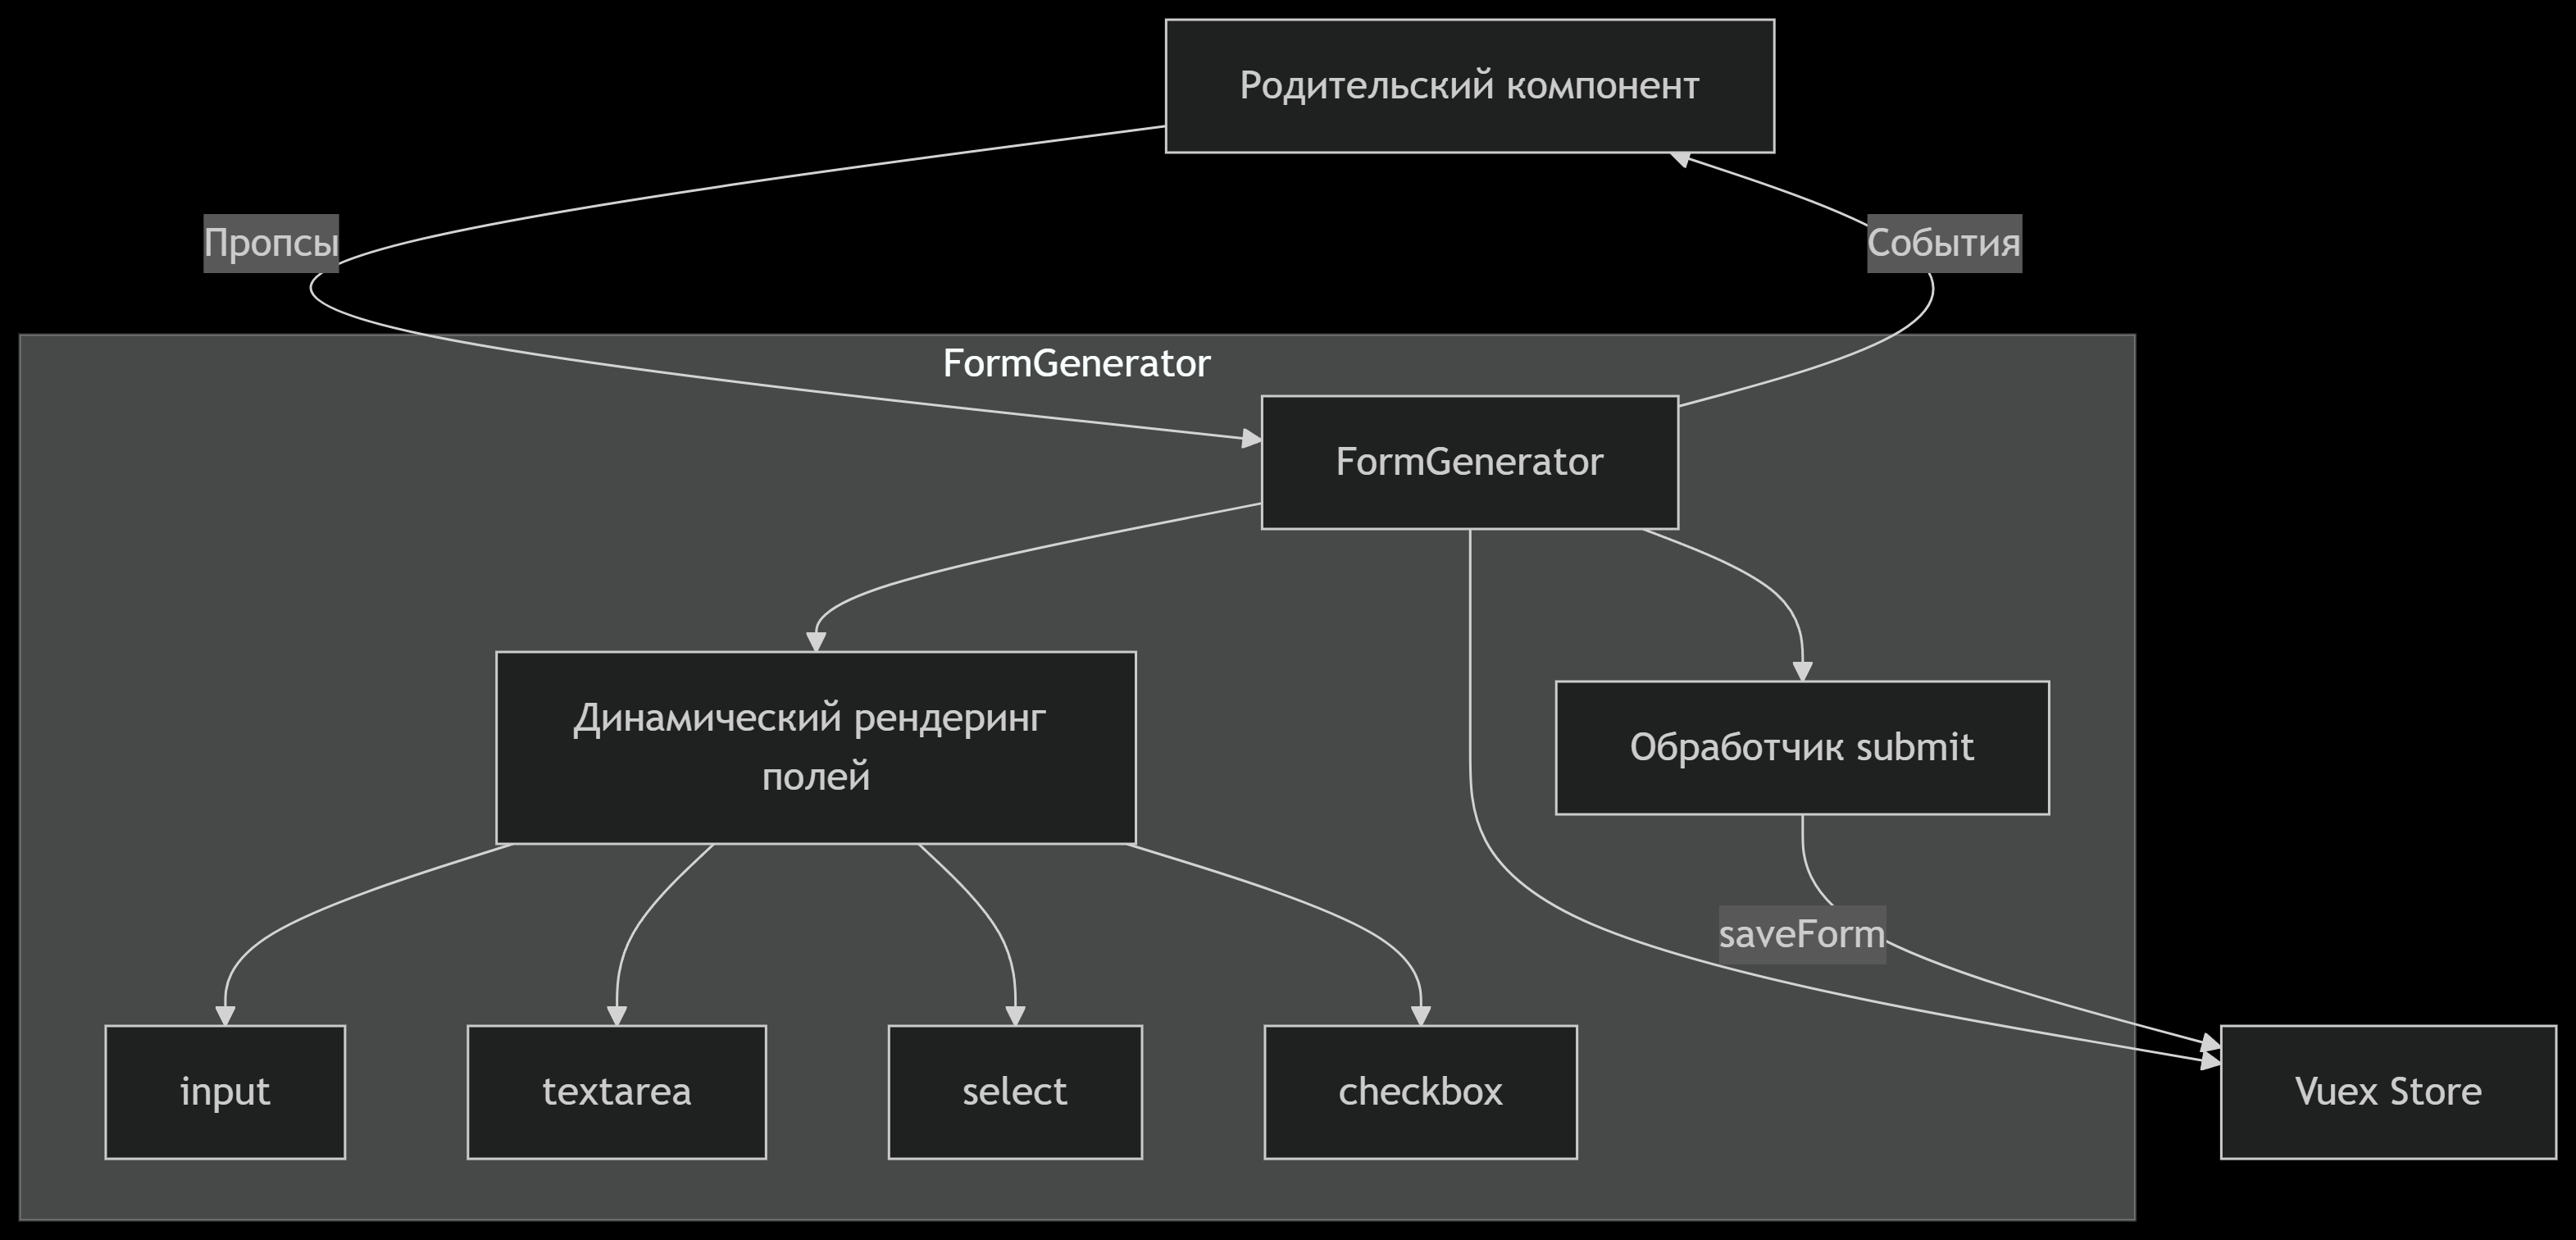 Родительский компонент
Пропсы
События
FormGenerator
FormGenerator
Динамический рендеринг
полей
Обработчик submit
saveForm
input
textarea
select
checkbox
Vuex Store